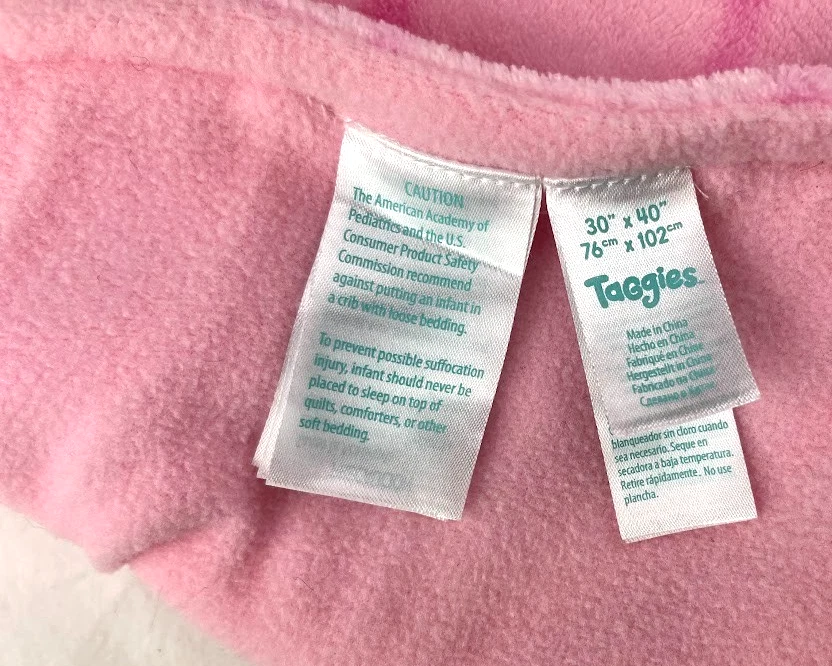 CAUTION
The American Academy of
Pediatrics and the U.S.
Consumer Product Safety
Commission recommend
against putting an infant in
a crib with loose bedding.
To prevent possible suffocation
injury, infant should never be
placed to sleep on top of
quilts, comforters, or other
soft bedding.
30" x 40"
76cm x 102cm
Taggies™
Made in China
Hecho en China
Fabriqué en Chine
Hergestellt in China
Fabricado na China
Сделано в
blanqueador sin cloro cuando
sea necesario. Seque en
secadora a baja temperatura.
Retire rápidamente. No use
plancha.